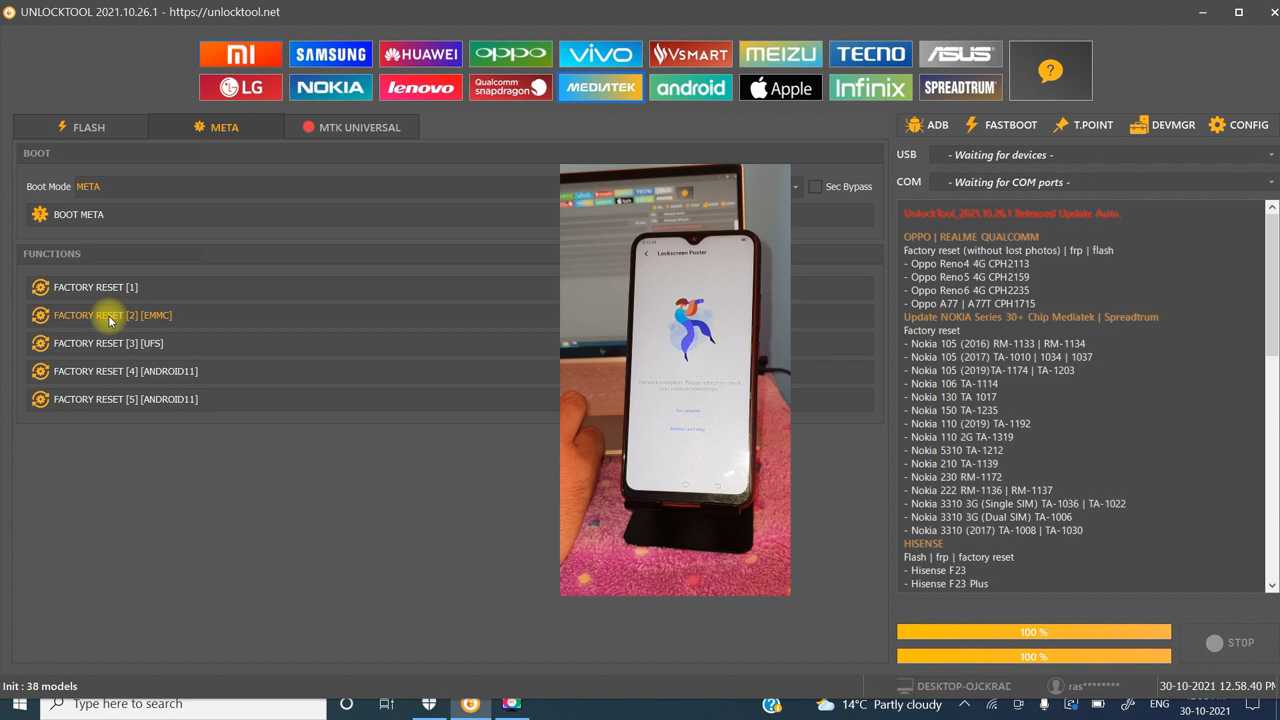 UNLOCKTOOL 2021.10.26.1 - https://unlocktool.net
mi SAMSUNG HUAWEI oppo vivo VSMART MEIZU TECNO ASUS
LG NOKIA lenovo Qualcomm snapdragon MEDIATEK android Apple Infinix SPREADTRUM
?
FLASH META MTK UNIVERSAL
ADB FASTBOOT T.POINT DEVMGR CONFIG
BOOT
USB - Waiting for devices -
Boot Mode META Sec Bypass
COM - Waiting for COM ports -
BOOT META
FUNCTIONS
FACTORY RESET [1]
FACTORY RESET [2] [EMMC]
FACTORY RESET [3] [UFS]
FACTORY RESET [4] [ANDROID11]
FACTORY RESET [5] [ANDROID11]
Lockscreen Poster
UnlockTool_2021.10.26.1 Released Update Auto.
OPPO | REALME QUALCOMM
Factory reset (without lost photos) | frp | flash
- Oppo Reno4 4G CPH2113
- Oppo Reno5 4G CPH2159
- Oppo Reno6 4G CPH2235
- Oppo A77 | A77T CPH1715
Update NOKIA Series 30+ Chip Mediatek | Spreadtrum
Factory reset
- Nokia 105 (2016) RM-1133 | RM-1134
- Nokia 105 (2017) TA-1010 | 1034 | 1037
- Nokia 105 (2019)TA-1174 | TA-1203
- Nokia 106 TA-1114
- Nokia 130 TA 1017
- Nokia 150 TA-1235
- Nokia 110 (2019) TA-1192
- Nokia 110 2G TA-1319
- Nokia 5310 TA-1212
- Nokia 210 TA-1139
- Nokia 230 RM-1172
- Nokia 222 RM-1136 | RM-1137
- Nokia 3310 3G (Single SIM) TA-1036 | TA-1022
- Nokia 3310 3G (Dual SIM) TA-1006
- Nokia 3310 (2017) TA-1008 | TA-1030
HISENSE
Flash | frp | factory reset
- Hisense F23
- Hisense F23 Plus
100 %
100 %
STOP
Init : 38 models
DESKTOP-OJCKRAD ras******** 30-10-2021 12.58.40 P
Type here to search
14°C Partly cloudy
ENG
30-10-2021